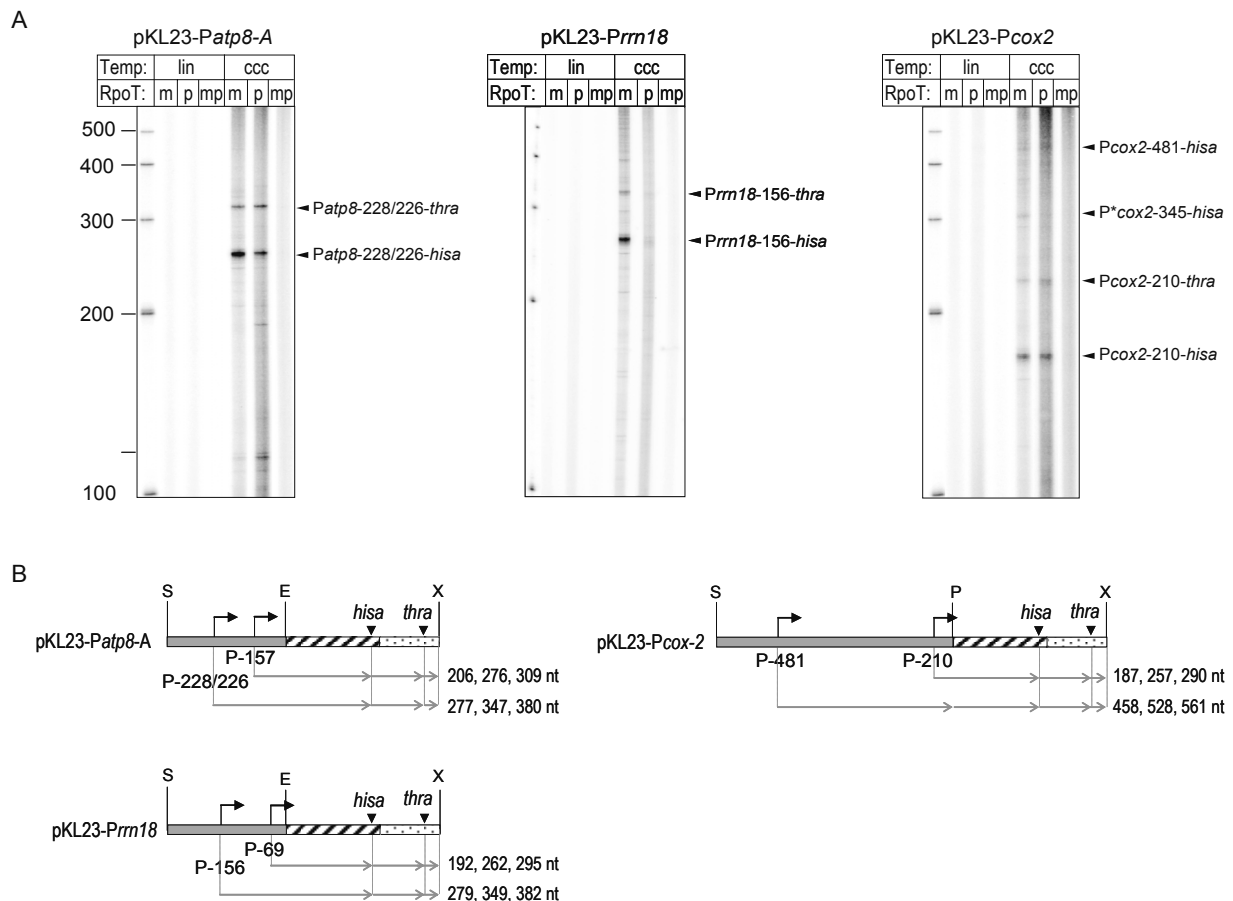 A
pKL23-Patp8-A
Temp: lin ccc
RpoT: m p mp m p mp
500
400
300
200
100
Patp8-228/226-thra
Patp8-228/226-hisa
pKL23-Prrn18
Temp: lin ccc
RpoT: m p mp m p mp
Prrn18-156-thra
Prrn18-156-hisa
pKL23-Pcox2
Temp: lin ccc
RpoT: m p mp m p mp
Pcox2-481-hisa
P*cox2-345-hisa
Pcox2-210-thra
Pcox2-210-hisa
B
S E X
hisa thra
pKL23-Patp8-A
P-157
P-228/226
206, 276, 309 nt
277, 347, 380 nt
S P X
hisa thra
pKL23-Pcox-2
P-481 P-210
187, 257, 290 nt
458, 528, 561 nt
S E X
hisa thra
pKL23-Prrn18
P-69
P-156
192, 262, 295 nt
279, 349, 382 nt